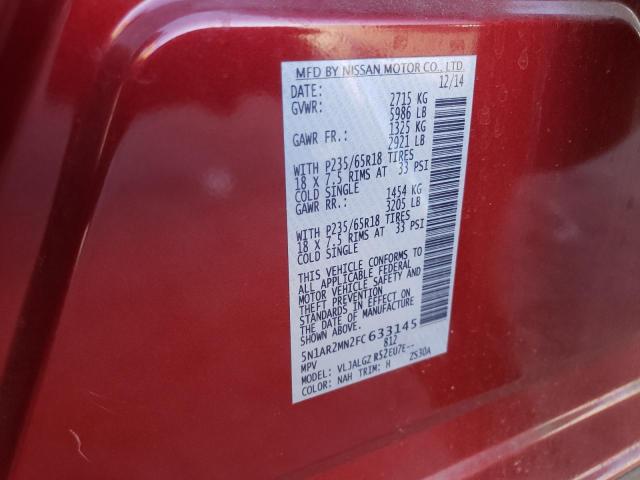 MFD BY NISSAN MOTOR CO., LTD.
DATE: 12/14
GVWR: 2715 KG
5986 LB
GAWR FR.: 1325 KG
2921 LB
WITH P235/65R18 TIRES
18 X 7.5 RIMS AT 33 PSI
COLD SINGLE
GAWR RR.: 1454 KG
3205 LB
WITH P235/65R18 TIRES
18 X 7.5 RIMS AT 33 PSI
COLD SINGLE
THIS VEHICLE CONFORMS TO
ALL APPLICABLE FEDERAL
MOTOR VEHICLE SAFETY AND
THEFT PREVENTION
STANDARDS IN EFFECT ON
THE DATE OF MANUFACTURE
SHOWN ABOVE.
5N1AR2MN2FC633145
MPV 812
MODEL: VLJALGZ R52EU7E--
COLOR: NAH TRIM: H ZS30A